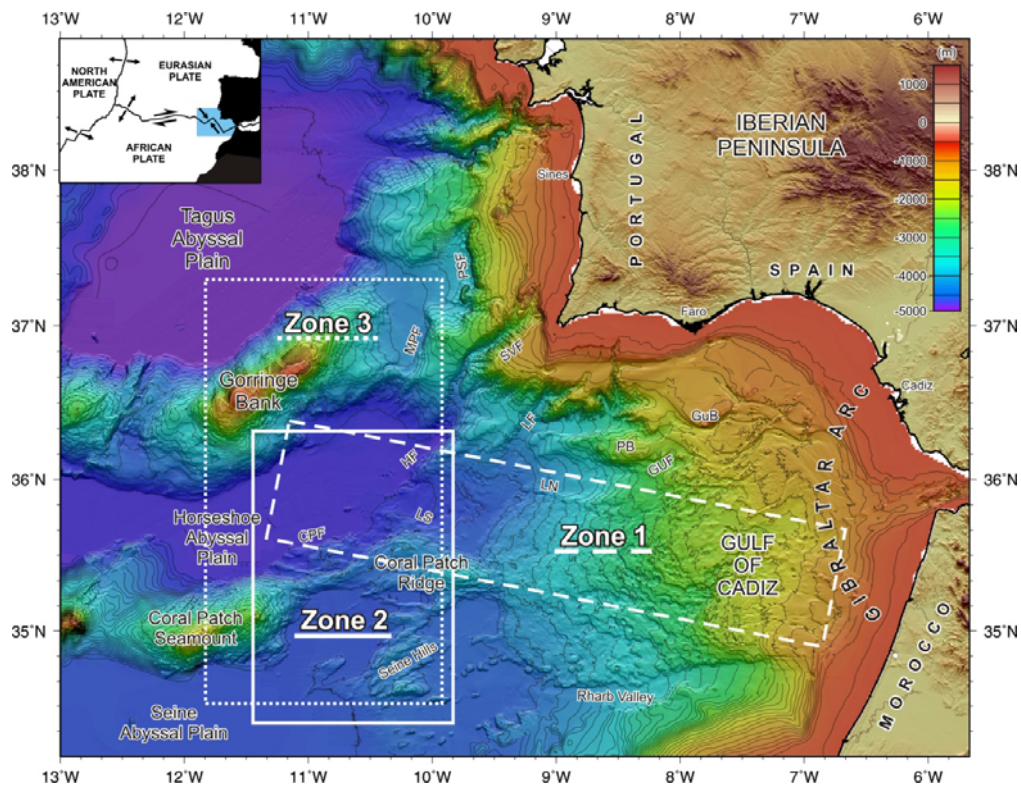 13°W 12°W 11°W 10°W 9°W 8°W 7°W 6°W
(m)
1000
0
-1000
-2000
-3000
-4000
-5000
NORTH
AMERICAN
PLATE
EURASIAN
PLATE
AFRICAN
PLATE
IBERIAN
PENINSULA
38°N
38°N
Sines
PORTUGAL
Tagus
Abyssal
Plain
PSF
SPAIN
37°N
37°N
Zone 3
MPF
Faro
SVF
Gorringe
Bank
Cadiz
LF
GuB
PB
HF
GUF
36°N
36°N
LN
GIBRALTAR ARC
Horseshoe
Abyssal
Plain
LS
CPF
Zone 1
GULF
OF
CADIZ
Coral Patch
Ridge
Coral Patch
Seamount
Zone 2
35°N
35°N
Seine Hills
Rharb Valley
MOROCCO
Seine
Abyssal Plain
13°W 12°W 11°W 10°W 9°W 8°W 7°W 6°W